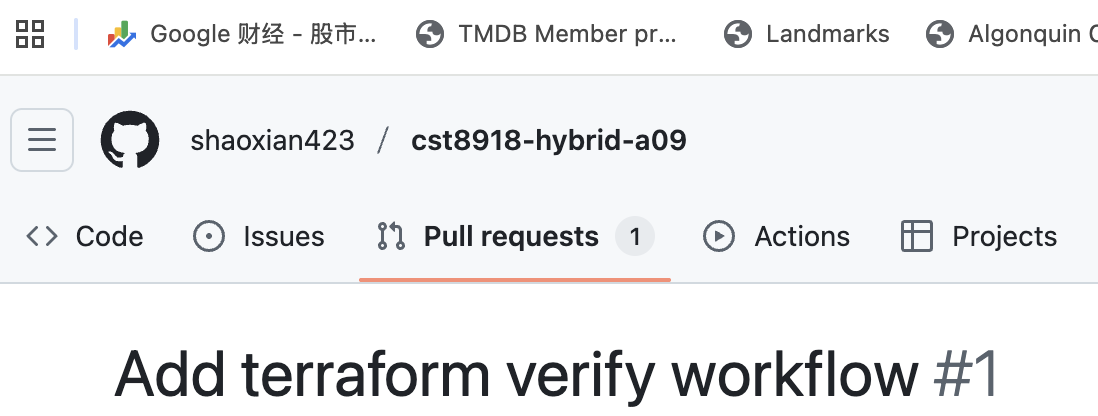 Google 财经 - 股市... TMDB Member pr... Landmarks Algonquin
shaoxian423 / cst8918-hybrid-a09
Code Issues Pull requests 1 Actions Projects
Add terraform verify workflow #1